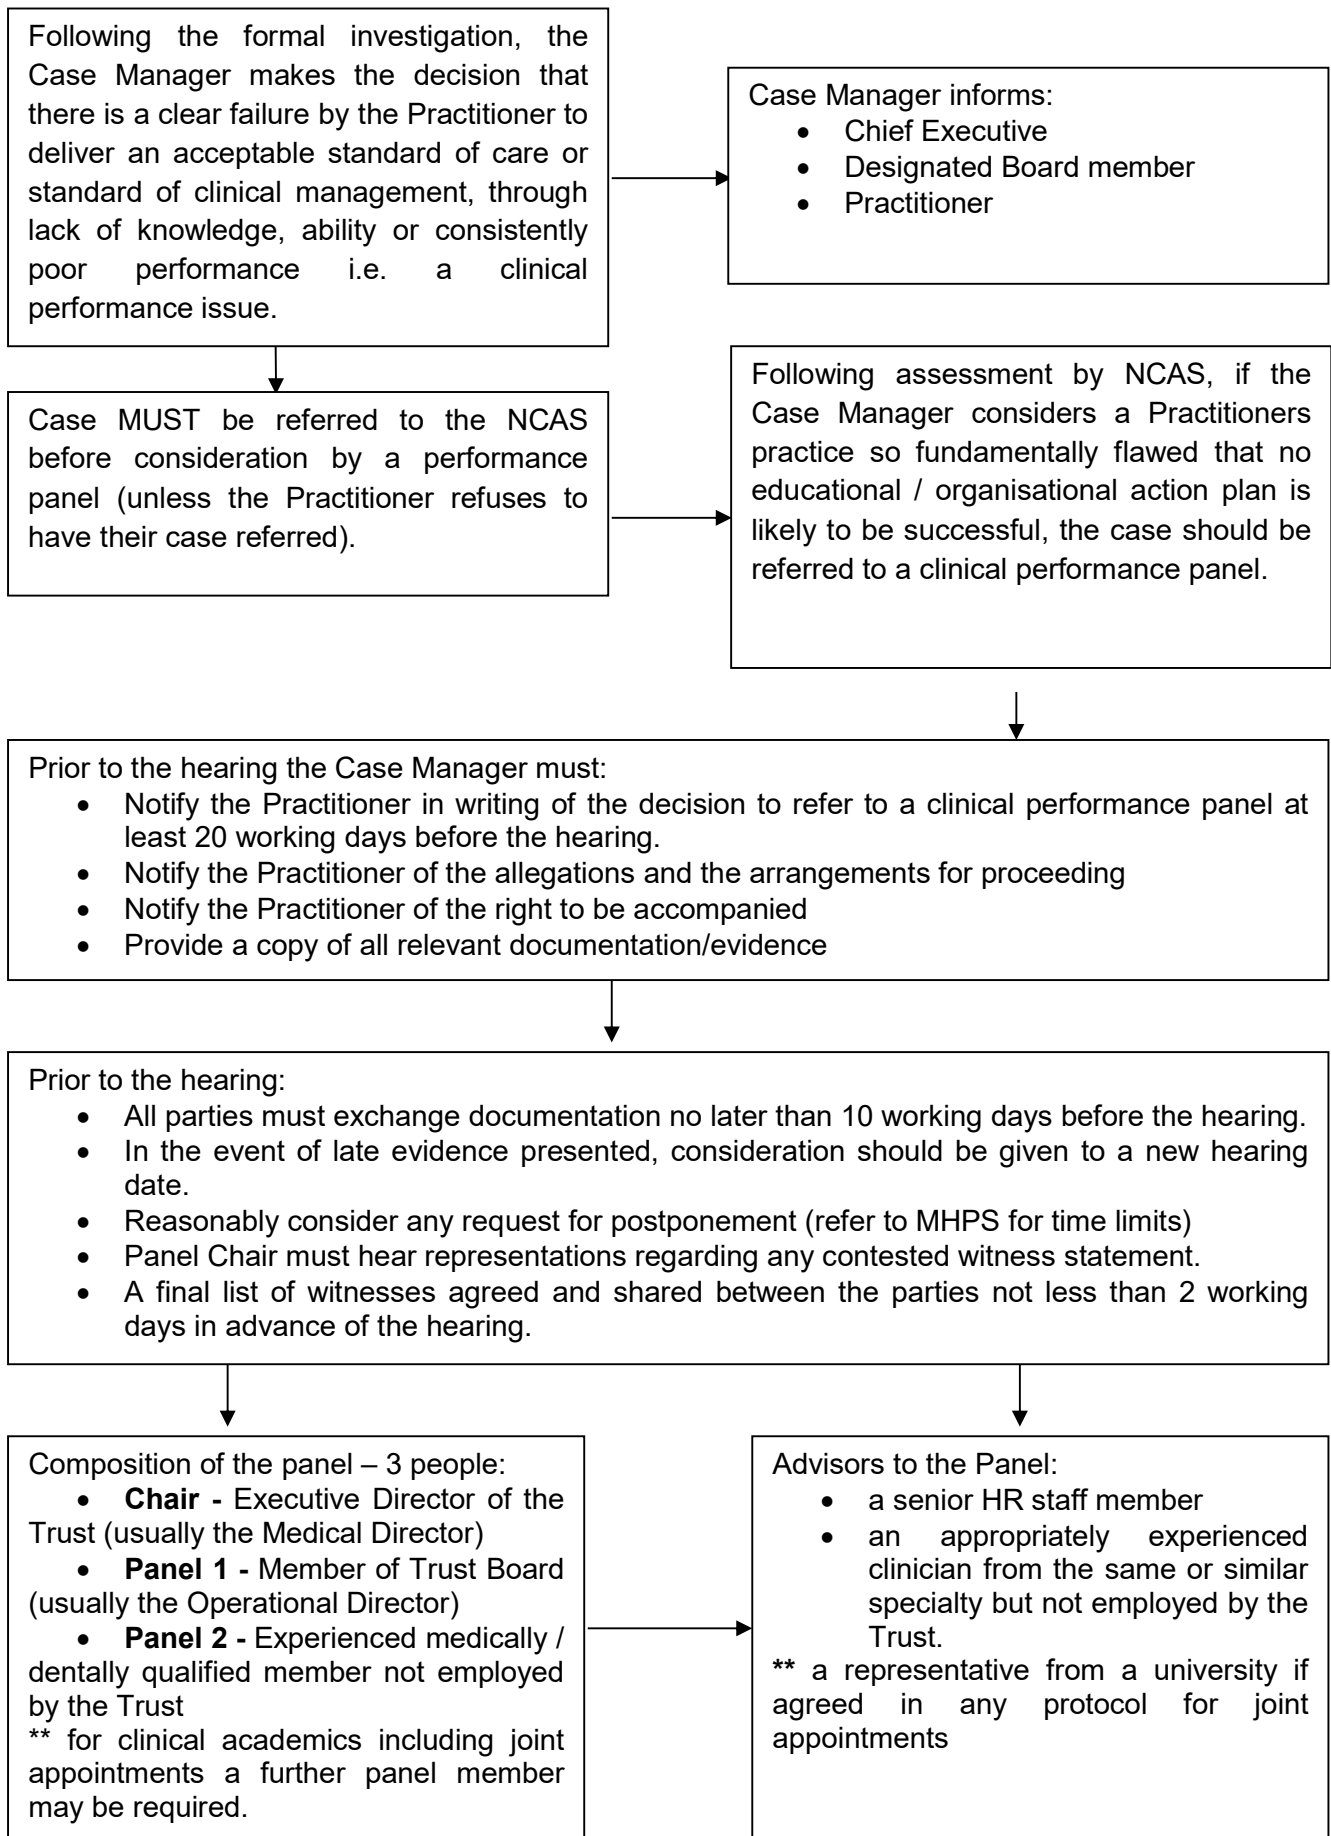 Following the formal investigation, the
Case Manager makes the decision that
there is a clear failure by the Practitioner to
deliver an acceptable standard of care or
standard of clinical management, through
lack of knowledge, ability or consistently
poor performance i.e. a clinical
performance issue.
Case Manager informs:
• Chief Executive
• Designated Board member
• Practitioner
Case MUST be referred to the NCAS
before consideration by a performance
panel (unless the Practitioner refuses to
have their case referred).
Following assessment by NCAS, if the
Case Manager considers a Practitioners
practice so fundamentally flawed that no
educational / organisational action plan is
likely to be successful, the case should be
referred to a clinical performance panel.
Prior to the hearing the Case Manager must:
• Notify the Practitioner in writing of the decision to refer to a clinical performance panel at
least 20 working days before the hearing.
• Notify the Practitioner of the allegations and the arrangements for proceeding
• Notify the Practitioner of the right to be accompanied
• Provide a copy of all relevant documentation/evidence
Prior to the hearing:
• All parties must exchange documentation no later than 10 working days before the hearing.
• In the event of late evidence presented, consideration should be given to a new hearing
date.
• Reasonably consider any request for postponement (refer to MHPS for time limits)
• Panel Chair must hear representations regarding any contested witness statement.
• A final list of witnesses agreed and shared between the parties not less than 2 working
days in advance of the hearing.
Composition of the panel – 3 people:
• Chair - Executive Director of the
Trust (usually the Medical Director)
• Panel 1 - Member of Trust Board
(usually the Operational Director)
• Panel 2 - Experienced medically /
dentally qualified member not employed
by the Trust
** for clinical academics including joint
appointments a further panel member
may be required.
Advisors to the Panel:
• a senior HR staff member
• an appropriately experienced
clinician from the same or similar
specialty but not employed by the
Trust.
** a representative from a university if
agreed in any protocol for joint
appointments